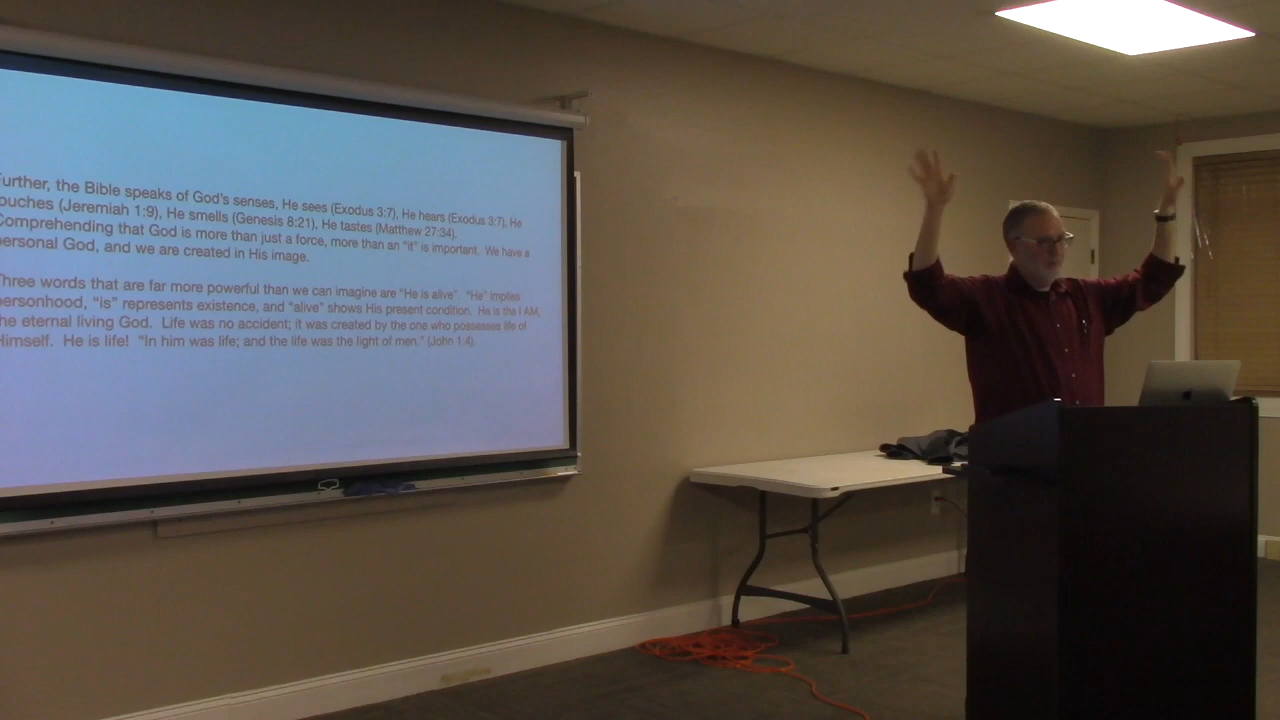 Further, the Bible speaks of God's senses, He sees (Exodus 3:7), He hears (Exodus 3:7), He
touches (Jeremiah 1:9), He smells (Genesis 8:21), He tastes (Matthew 27:34).
Comprehending that God is more than just a force, more than an "it" is important. We have a
personal God, and we are created in His image.
Three words that are far more powerful than we can imagine are "He is alive". "He" implies
personhood, "is" represents existence, and "alive" shows His present condition. He is the I AM,
the eternal living God. Life was no accident; it was created by the one who possesses life of
Himself. He is life! "In him was life; and the life was the light of men." (John 1:4).